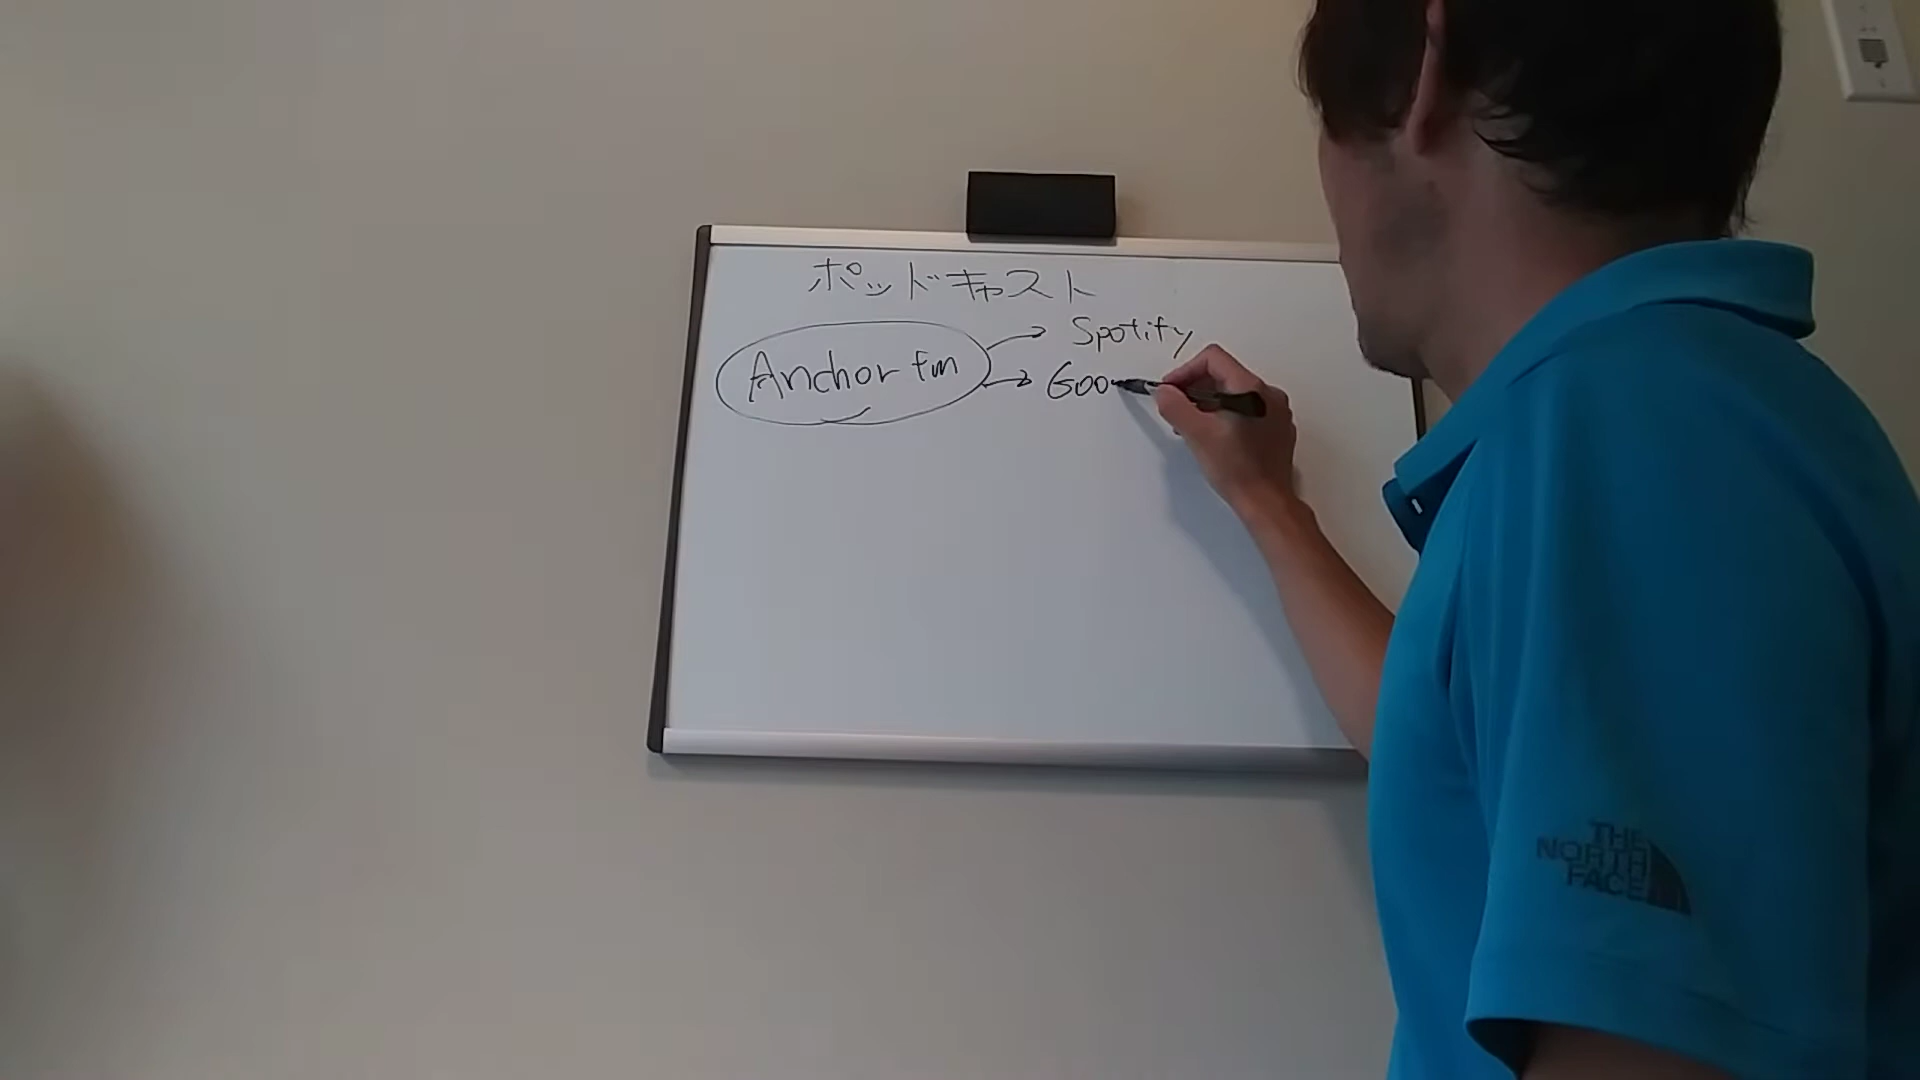 ポッドキャスト
Anchor fm → Spotify
→ Goo
THE
NORTH
FACE